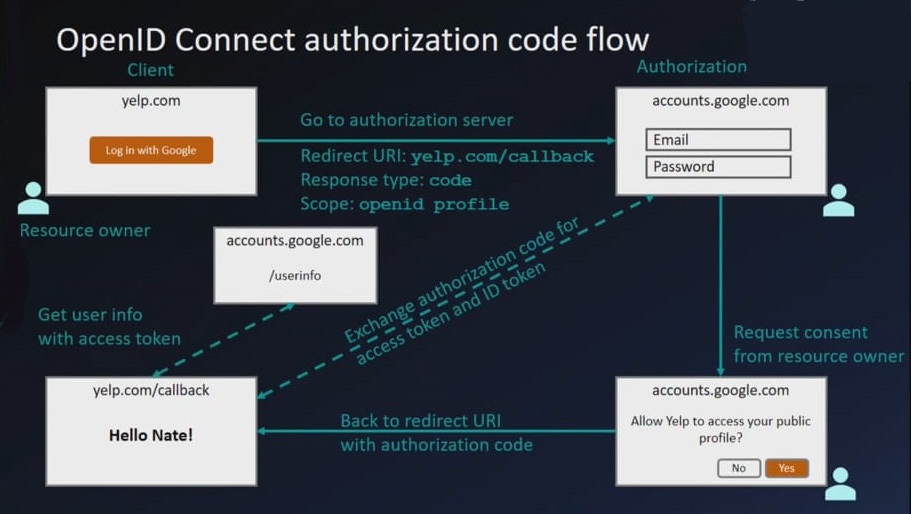 OpenID Connect authorization code flow
Client
Authorization
yelp.com
Log in with Google
Go to authorization server
Redirect URI: yelp.com/callback
Response type: code
Scope: openid profile
accounts.google.com
Email
Password
Resource owner
accounts.google.com
/userinfo
Exchange authorization code for
access token and ID token
Get user info
with access token
Request consent
from resource owner
yelp.com/callback
Hello Nate!
Back to redirect URI
with authorization code
accounts.google.com
Allow Yelp to access your public
profile?
No
Yes